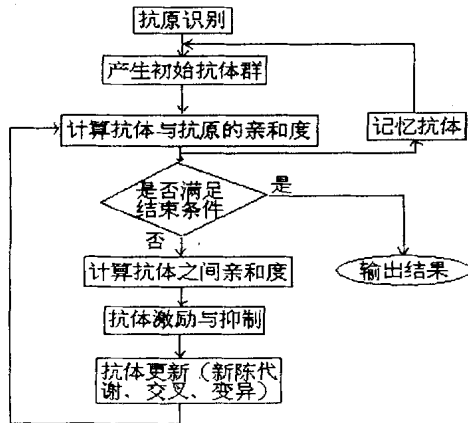 抗原识别
产生初始抗体群
计算抗体与抗原的亲和度
记忆抗体
是否满足
结束条件
是
否
输出结果
计算抗体之间亲和度
抗体激励与抑制
抗体更新（新陈代
谢、交叉、变异）